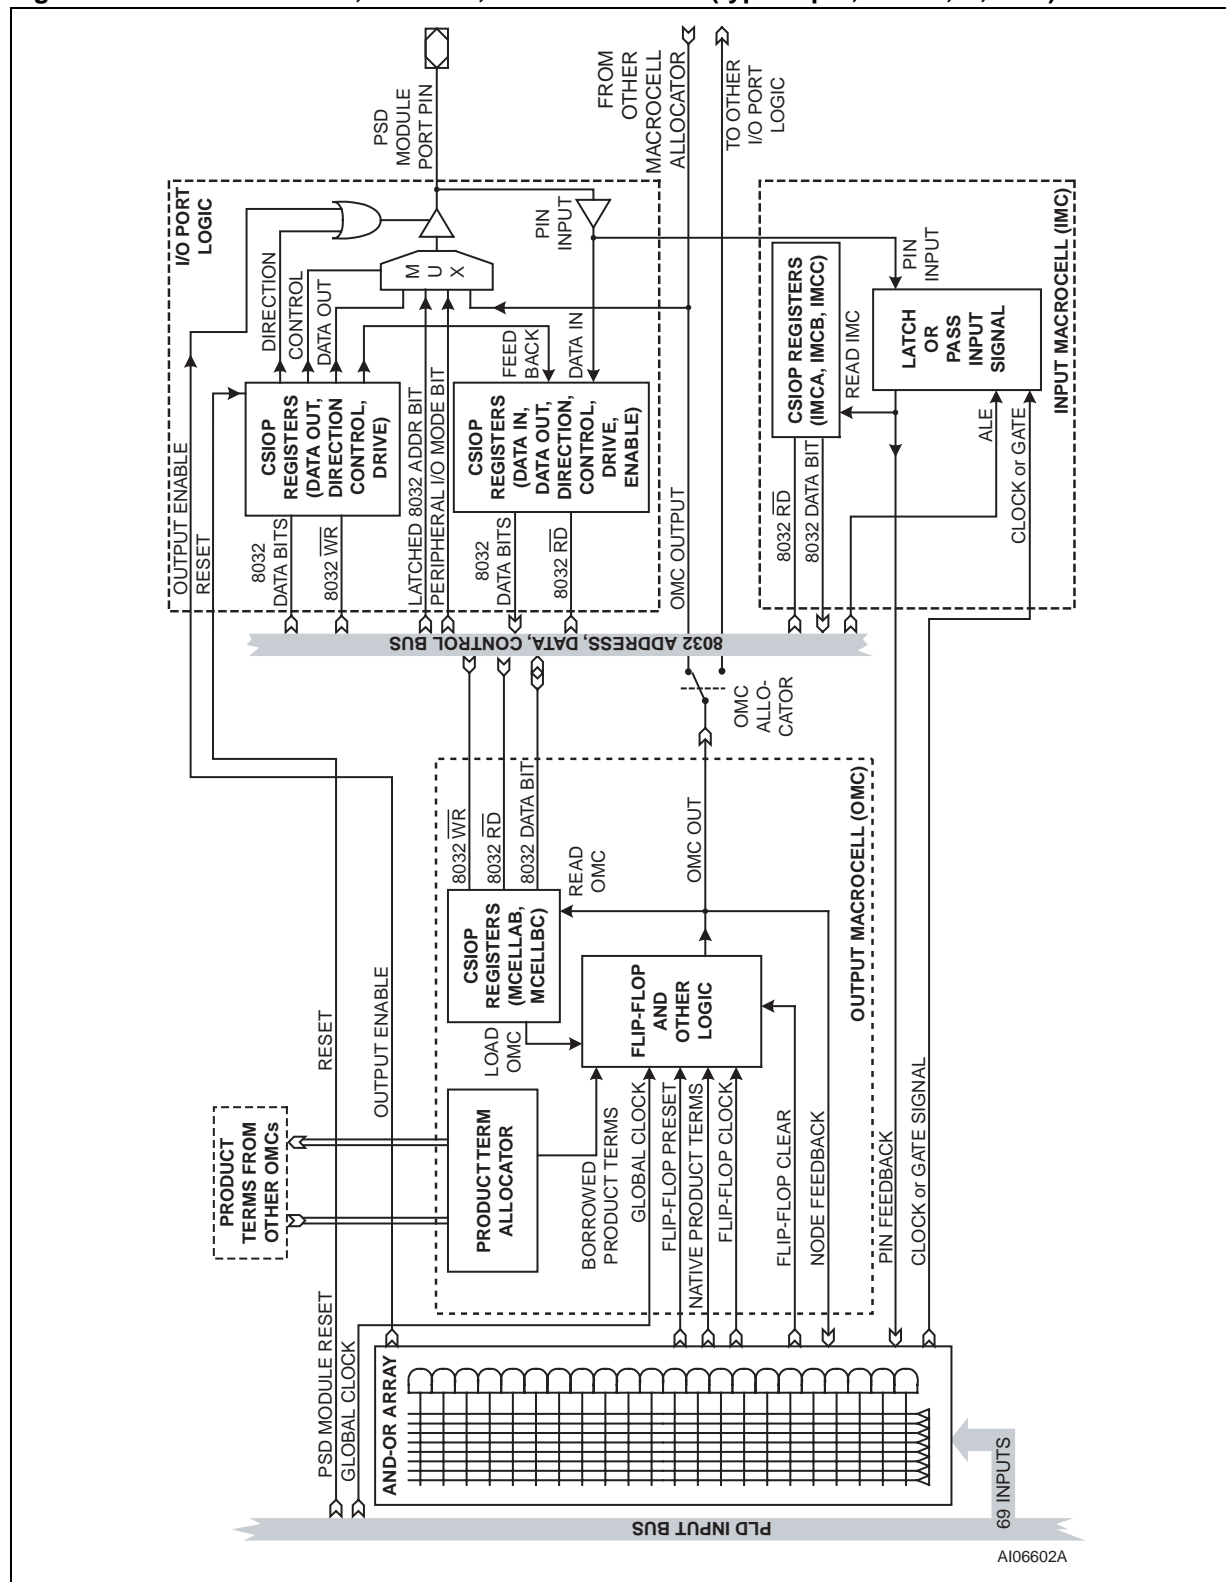 PSD
MODULE
PORT PIN
FROM
OTHER
MACROCELL
ALLOCATOR
TO OTHER
I/O PORT
LOGIC
I/O PORT
LOGIC
DIRECTION
CONTROL
DATA OUT
M
U
X
PIN
INPUT
FEED
BACK
DATA IN
OUTPUT ENABLE
RESET
CSIOP
REGISTERS
(DATA OUT,
DIRECTION
CONTROL,
DRIVE)
LATCHED 8032 ADDR BIT
PERIPHERAL I/O MODE BIT
CSIOP
REGISTERS
(DATA IN,
DATA OUT,
DIRECTION,
CONTROL,
DRIVE,
ENABLE)
8032
DATA BITS
8032 WR
8032
DATA BITS
8032 RD
OMC OUTPUT
INPUT MACROCELL (IMC)
CSIOP REGISTERS
(IMCA, IMCB, IMCC)
READ IMC
PIN
INPUT
LATCH
OR
PASS
INPUT
SIGNAL
ALE
CLOCK or GATE
8032 RD
8032 DATA BIT
8032 ADDRESS, DATA, CONTROL BUS
OMC
ALLO-
CATOR
OUTPUT MACROCELL (OMC)
8032 WR
8032 RD
8032 DATA BIT
OMC OUT
CSIOP
REGISTERS
(MCELLAB,
MCELLBC)
READ
OMC
LOAD
OMC
FLIP-FLOP
AND
OTHER
LOGIC
RESET
OUTPUT ENABLE
PRODUCT
TERMS FROM
OTHER OMCs
PRODUCT TERM
ALLOCATOR
BORROWED
PRODUCT TERMS
GLOBAL CLOCK
FLIP-FLOP PRESET
NATIVE PRODUCT TERMS
FLIP-FLOP CLOCK
FLIP-FLOP CLEAR
NODE FEEDBACK
PIN FEEDBACK
CLOCK or GATE SIGNAL
PSD MODULE RESET
GLOBAL CLOCK
AND-OR ARRAY
69 INPUTS
PLD INPUT BUS
AI06602A